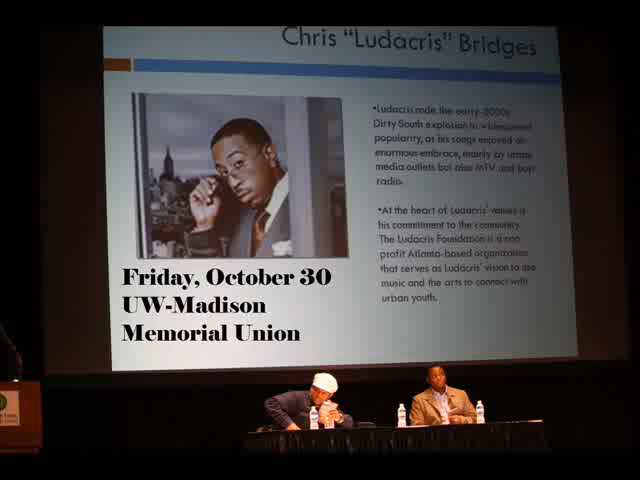 Chris "Ludacris" Bridges
•Ludacris rode the early-2000s
Dirty South explosion to
popularity, as his songs enjoyed an
enormous embrace, mainly by urban
media outlets but also MTV and pop
radio.
•At the heart of Ludacris' values is
his commitment to the community.
The Ludacris Foundation is a non
profit Atlanta-based organization
that serves as Ludacris' vision to use
music and the arts to connect with
urban youth.
Friday, October 30
UW-Madison
Memorial Union